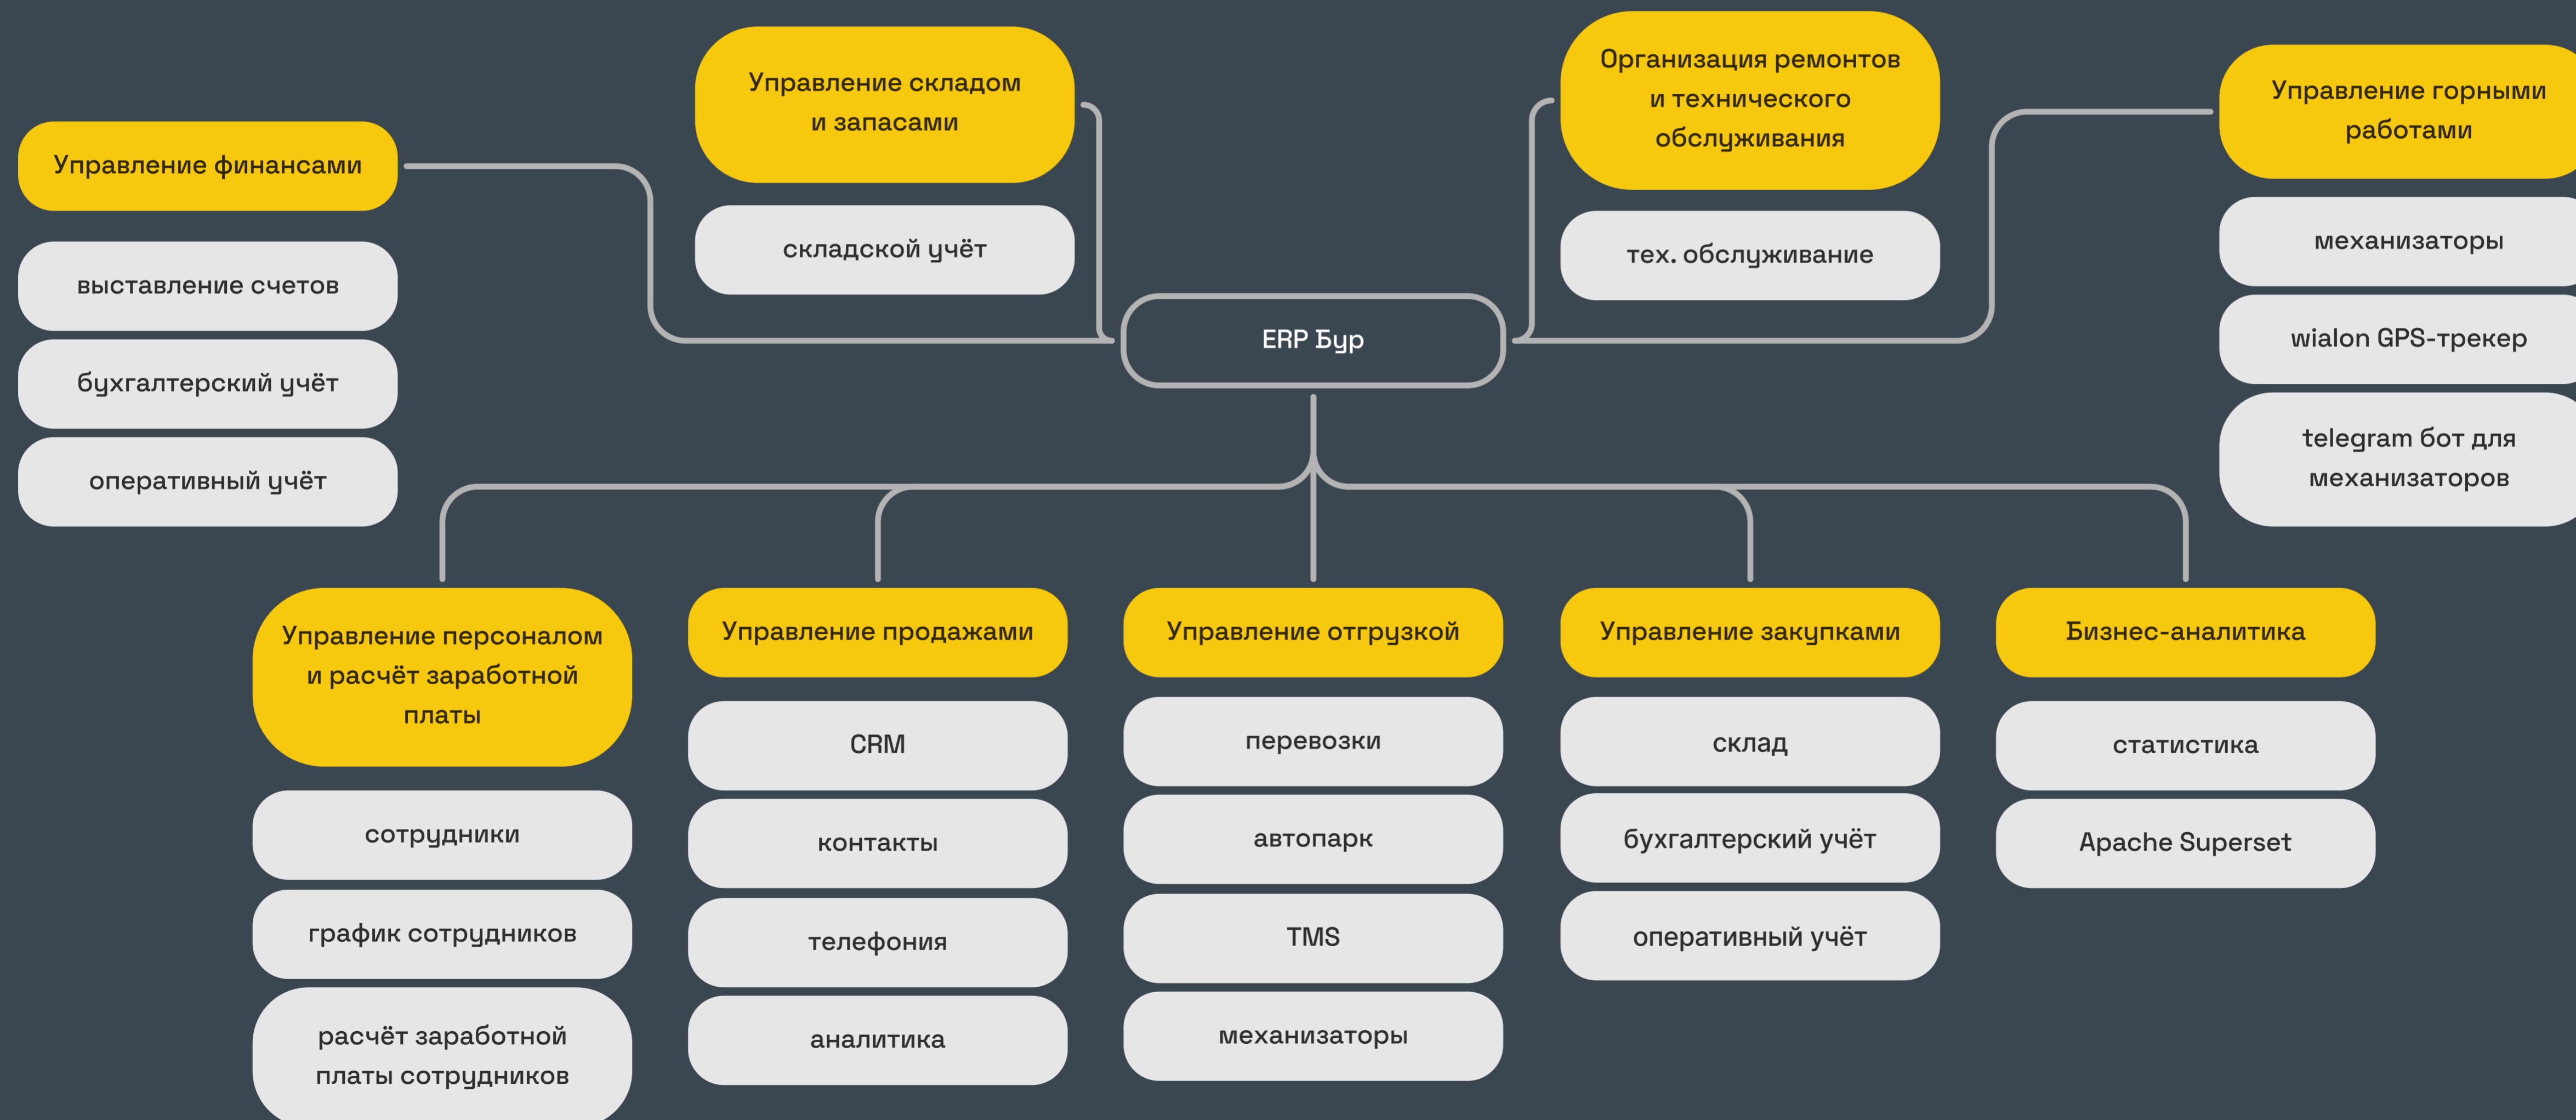 Управление финансами
выставление счетов
бухгалтерский учёт
оперативный учёт
Управление складом
и запасами
складской учёт
ERP Бур
Организация ремонтов
и технического
обслуживания
тех. обслуживание
Управление горными
работами
механизаторы
wialon GPS-трекер
telegram бот для
механизаторов
Управление персоналом
и расчёт заработной
платы
сотрудники
график сотрудников
расчёт заработной
платы сотрудников
Управление продажами
CRM
контакты
телефония
аналитика
Управление отгрузкой
перевозки
автопарк
TMS
механизаторы
Управление закупками
склад
бухгалтерский учёт
оперативный учёт
Бизнес-аналитика
статистика
Apache Superset